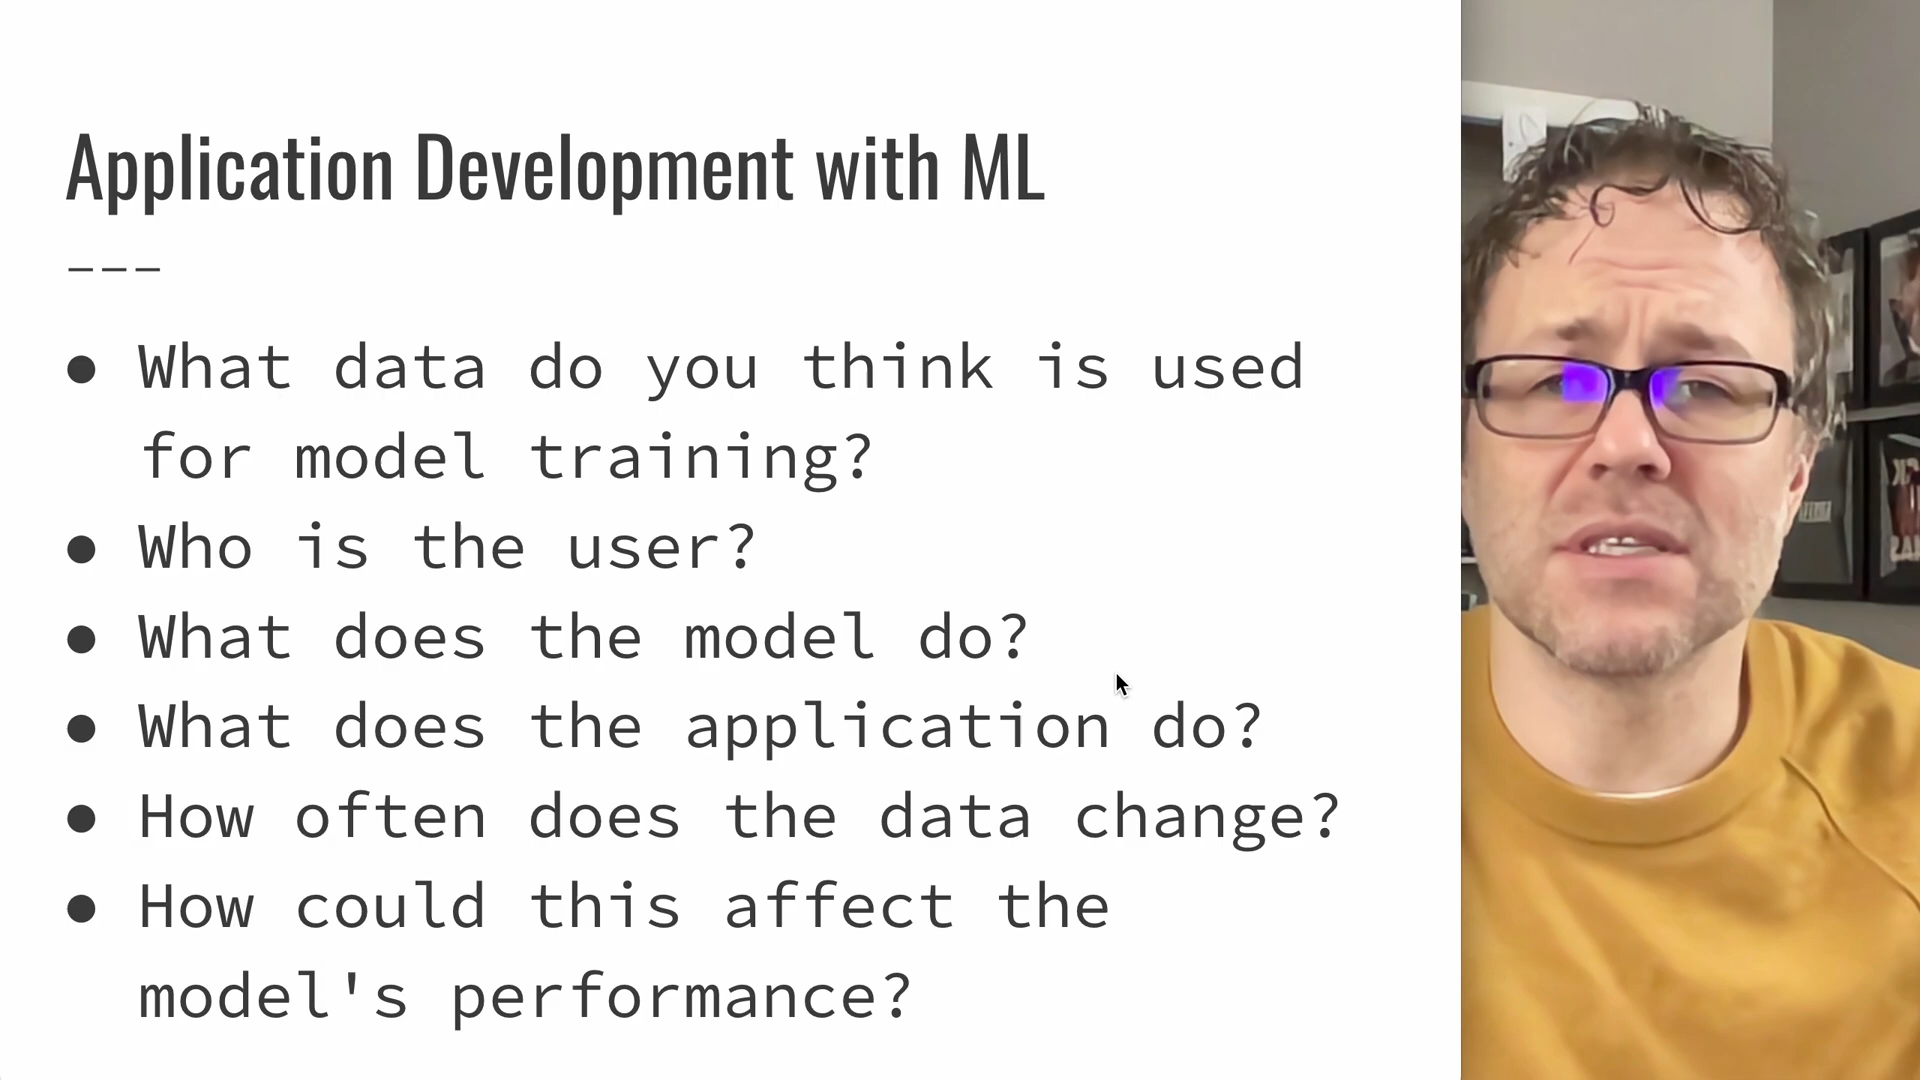 Application Development with ML
---
● What data do you think is used
for model training?
● Who is the user?
● What does the model do?
● What does the application do?
● How often does the data change?
● How could this affect the
model's performance?